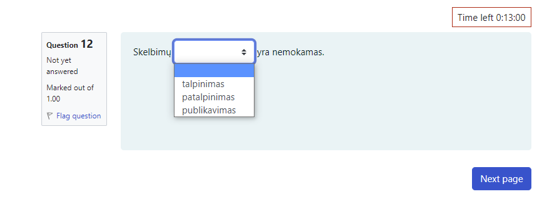 Time left 0:13:00
Question 12
Not yet
answered
Marked out of
1.00
Flag question
Skelbimų yra nemokamas.
talpinimas
patalpinimas
publikavimas
Next page